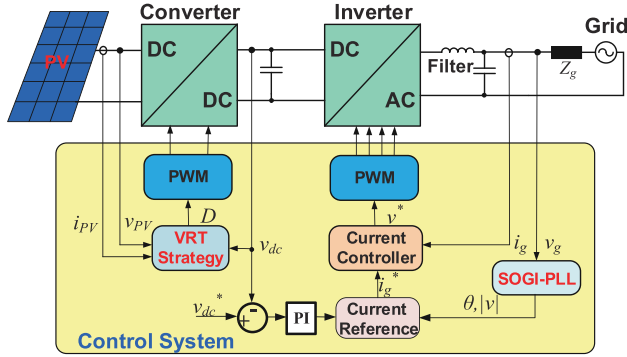 Converter
Inverter
Grid
PV
DC
DC
DC
AC
Filter
Z_g
PWM
PWM
i_PV
v_PV
D
v^*
VRT
Strategy
v_dc
Current
Controller
i_g
v_g
SOGI-PLL
i_g^*
θ,|v|
v_dc^*
+
-
PI
Current
Reference
Control System